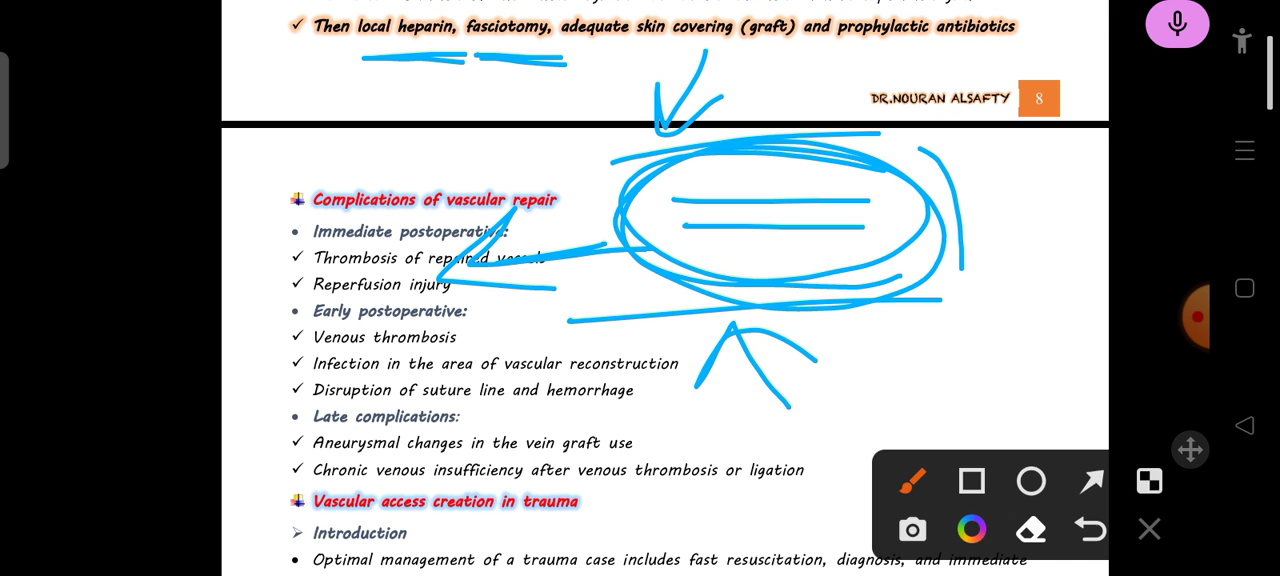 Then local heparin, fasciotomy, adequate skin covering (graft) and prophylactic antibiotics
DR.NOURAN ALSAFTY 8
Complications of vascular repair
Immediate postoperative:
Thrombosis of repaired vessels
Reperfusion injury
Early postoperative:
Venous thrombosis
Infection in the area of vascular reconstruction
Disruption of suture line and hemorrhage
Late complications:
Aneurysmal changes in the vein graft use
Chronic venous insufficiency after venous thrombosis or ligation
Vascular access creation in trauma
Introduction
Optimal management of a trauma case includes fast resuscitation, diagnosis, and immediate